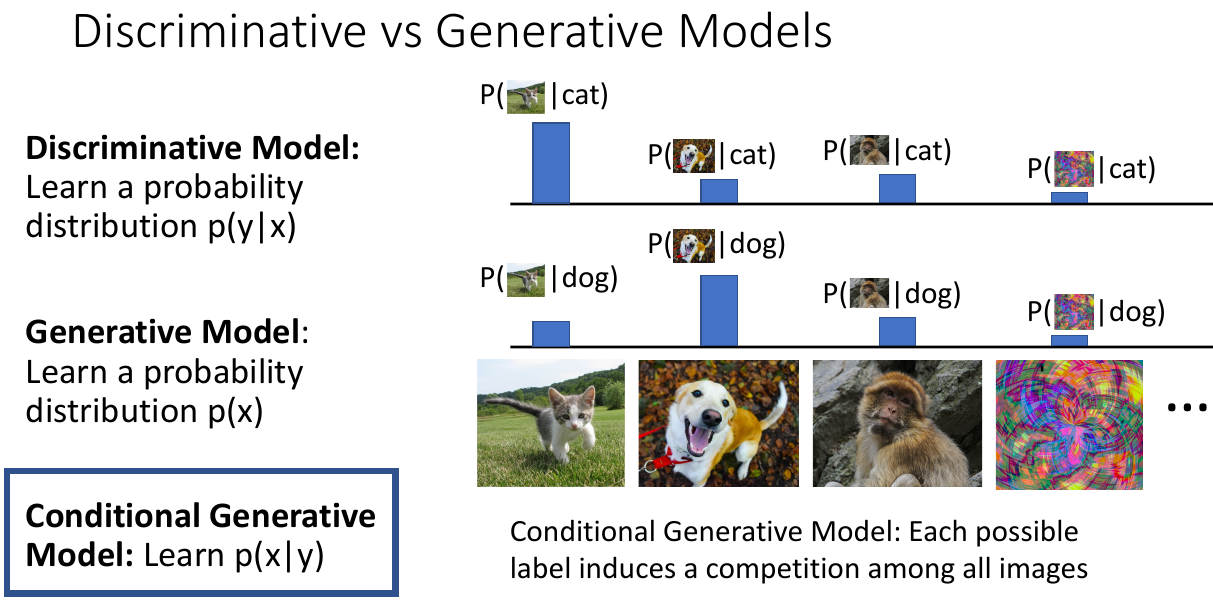 Discriminative vs Generative Models
Discriminative Model:
Learn a probability
distribution p(y|x)
Generative Model:
Learn a probability
distribution p(x)
Conditional Generative
Model: Learn p(x|y)
P( |cat)
P( |cat)
P( |cat)
P( |cat)
P( |dog)
P( |dog)
P( |dog)
P( |dog)
...
Conditional Generative Model: Each possible
label induces a competition among all images